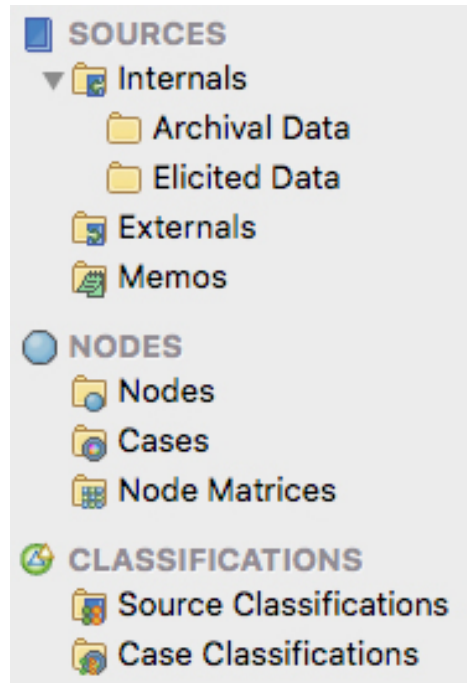 SOURCES
Internals
Archival Data
Elicited Data
Externals
Memos
NODES
Nodes
Cases
Node Matrices
CLASSIFICATIONS
Source Classifications
Case Classifications